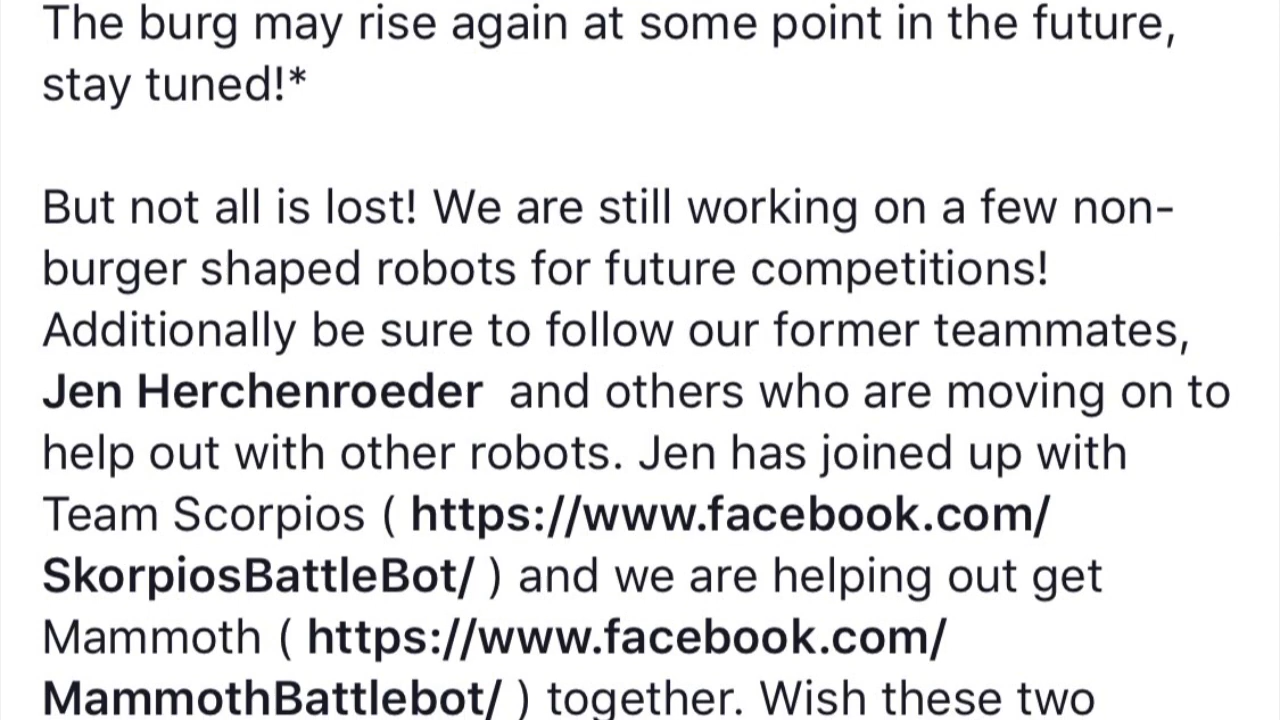 The burg may rise again at some point in the future,
stay tuned!*
But not all is lost! We are still working on a few non-
burger shaped robots for future competitions!
Additionally be sure to follow our former teammates,
Jen Herchenroeder and others who are moving on to
help out with other robots. Jen has joined up with
Team Scorpios ( https://www.facebook.com/
SkorpiosBattleBot/ ) and we are helping out get
Mammoth ( https://www.facebook.com/
MammothBattlebot/ ) together. Wish these two